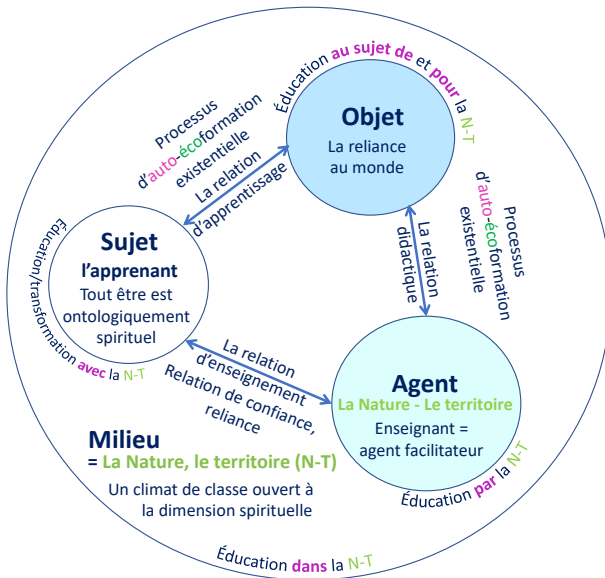 Éducation au sujet de et pour la N-T
Objet
La reliance
au monde
Processus
d'auto-écoformation
existentielle
La relation
d'apprentissage
La relation
didactique
Processus
d'auto-écoformation
existentielle
Sujet
l'apprenant
Tout être est
ontologiquement
spirituel
Éducation/transformation avec la N-T
La relation
d'enseignement
Relation de confiance,
reliance
Agent
La Nature - Le territoire
Enseignant =
agent facilitateur
Éducation par la N-T
Milieu
= La Nature, le territoire (N-T)
Un climat de classe ouvert à
la dimension spirituelle
Éducation dans la N-T